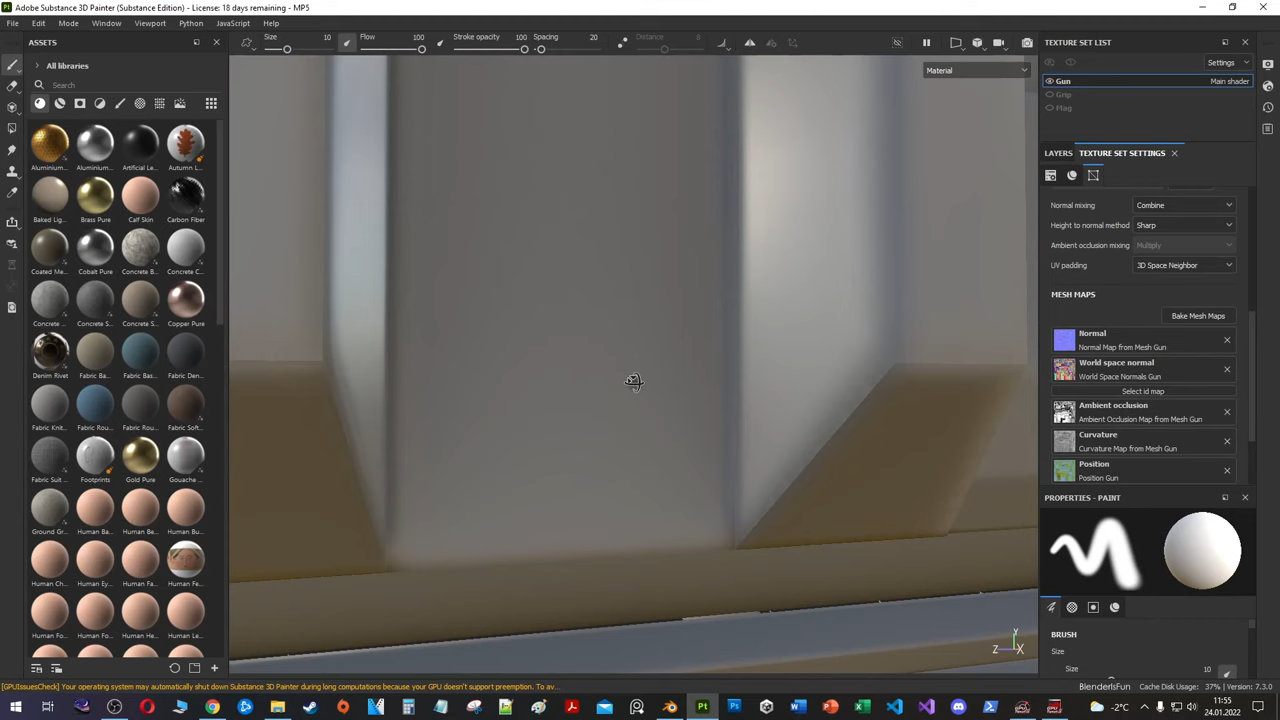 Adobe Substance 3D Painter (Substance Edition) - License: 18 days remaining - MP5
File Edit Mode Window Viewport Python JavaScript Help
Size 10 Flow 100 Stroke opacity 100 Spacing 20 Distance 8
ASSETS
All libraries
Search
Aluminium... Aluminium... Artificial Le... Autumn L...
Baked Lig... Brass Pure Calf Skin Carbon Fiber
Coated Me... Cobalt Pure Concrete B... Concrete C...
Concrete ... Concrete S... Concrete S... Copper Pure
Denim Rivet Fabric Ba... Fabric Bas... Fabric Den...
Fabric Knit... Fabric Rou... Fabric Rou... Fabric Soft...
Fabric Suit ... Footprints Gold Pure Gouache ...
Ground Gr... Human Ba... Human Be... Human Bu...
Human Ch... Human Ey... Human Fa... Human Fe...
Human Fo... Human Fo... Human He... Human Le...
Material
Z Y X
TEXTURE SET LIST
Settings
Gun Main shader
Grip
Mag
LAYERS TEXTURE SET SETTINGS
Normal mixing Combine
Height to normal method Sharp
Ambient occlusion mixing Multiply
UV padding 3D Space Neighbor
MESH MAPS
Bake Mesh Maps
Normal
Normal Map from Mesh Gun
World space normal
World Space Normals Gun
Select id map
Ambient occlusion
Ambient Occlusion Map from Mesh Gun
Curvature
Curvature Map from Mesh Gun
Position
Position Gun
PROPERTIES - PAINT
BRUSH
Size
Size 10
[GPUIssuesCheck] Your operating system may automatically shut down Substance 3D Painter during long computations because your GPU doesn't support preemption. To av...
BlenderIsFun Cache Disk Usage: 37% | Version: 7.3.0
-2°C
11:55
24.01.2022